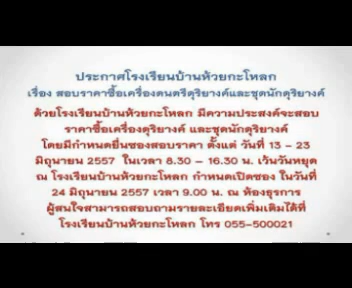 ประกาศโรงเรียนบ้านห้วยกะโหลก
เรื่อง สอบราคาซื้อเครื่องดนตรีดุริยางค์และชุดนักดุริยางค์
ด้วยโรงเรียนบ้านห้วยกะโหลก มีความประสงค์จะสอบ
ราคาซื้อเครื่องดุริยางค์ และชุดนักดุริยางค์
โดยมีกำหนดยื่นซองสอบราคา ตั้งแต่ วันที่ 13 - 23
มิถุนายน 2557 ในเวลา 8.30 – 16.30 น. เว้นวันหยุด
ณ โรงเรียนบ้านห้วยกะโหลก กำหนดเปิดซอง ในวันที่
24 มิถุนายน 2557 เวลา 9.00 น. ณ ห้องธุรการ
ผู้สนใจสามารถสอบถามรายละเอียดเพิ่มเติมได้ที่
โรงเรียนบ้านห้วยกะโหลก โทร 055-500021